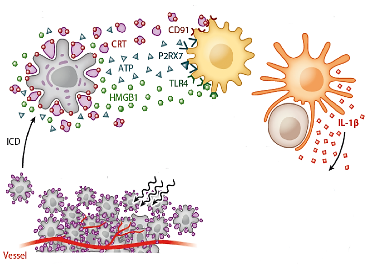 CD91
CRT
P2RX7
ATP
TLR4
HMGB1
IL-1β
ICD
Vessel